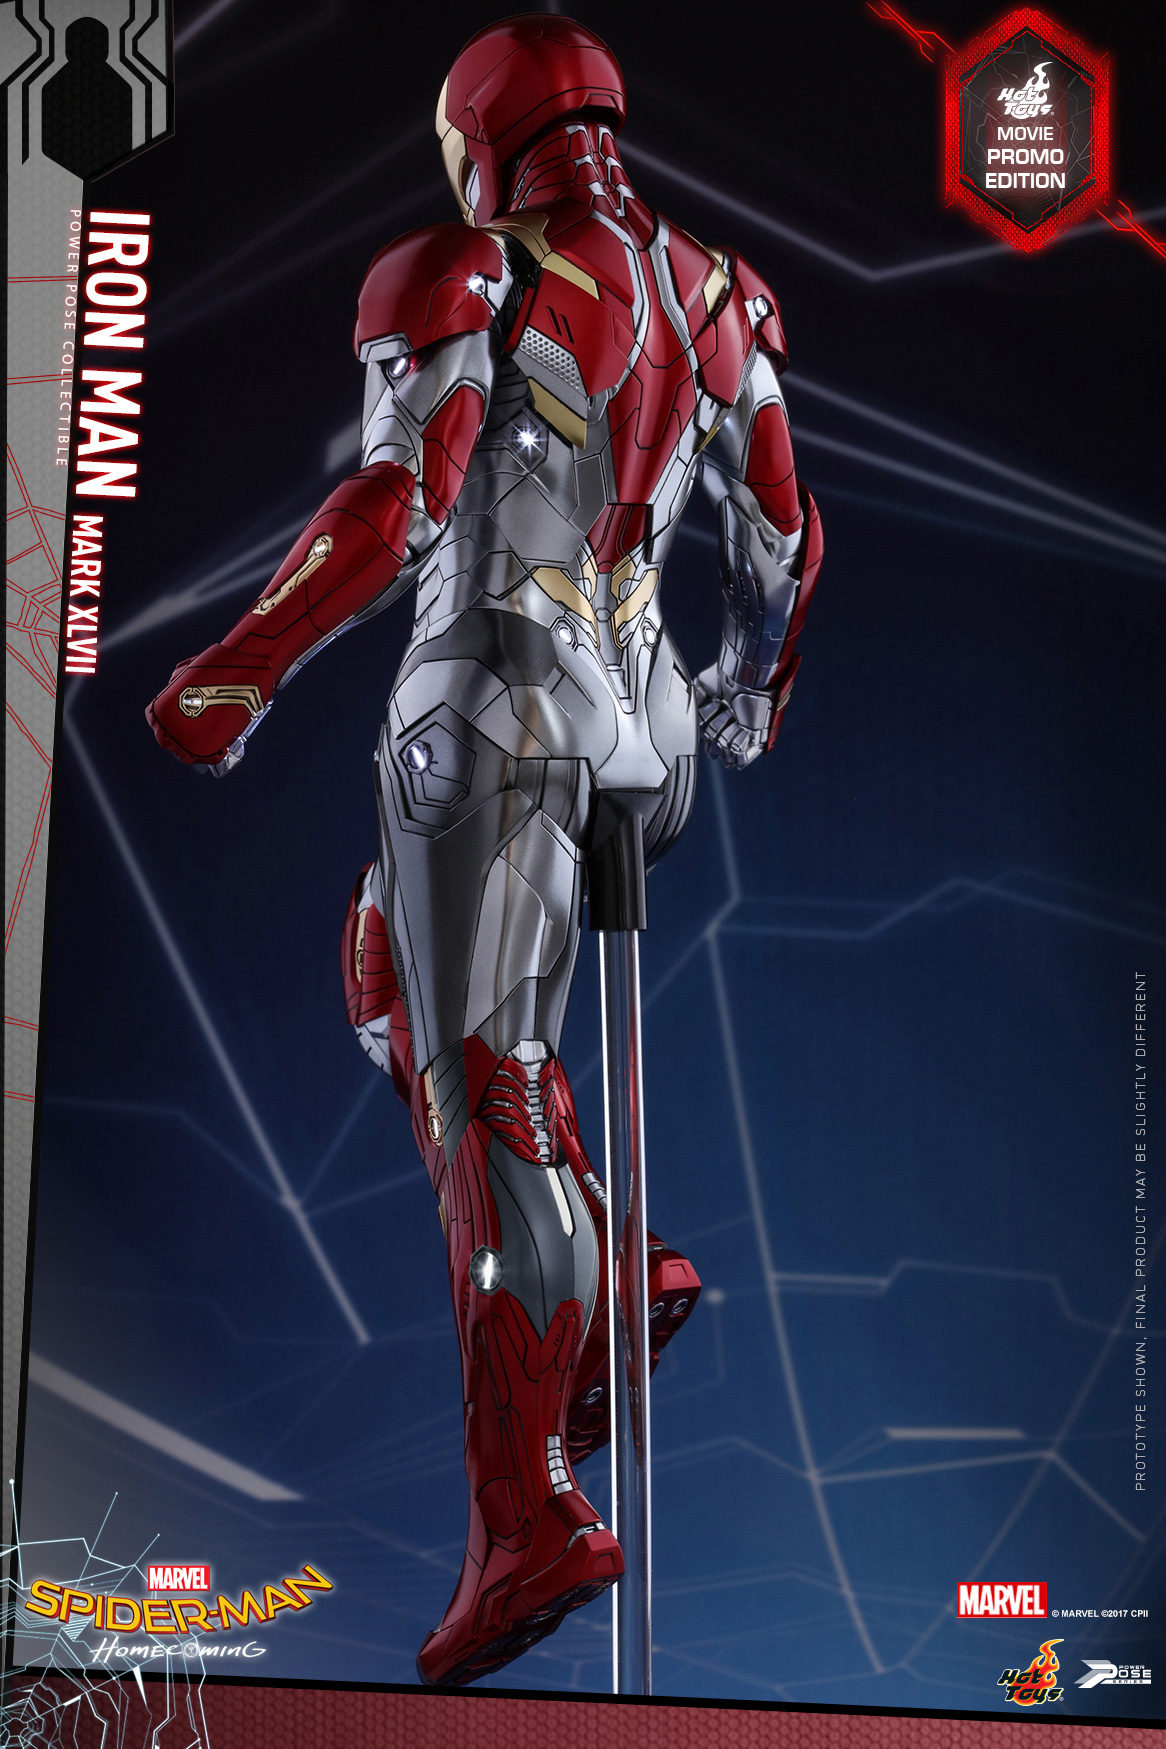 Hot
Toys
MOVIE
PROMO
EDITION
IRON MAN MARK XLVII
POWER POSE COLLECTIBLE
PROTOTYPE SHOWN, FINAL PRODUCT MAY BE SLIGHTLY DIFFERENT
MARVEL
SPIDER-MAN
HOMECOMING
MARVEL © MARVEL ©2017 CPII
Hot
Toys
POWER
POSE
SERIES